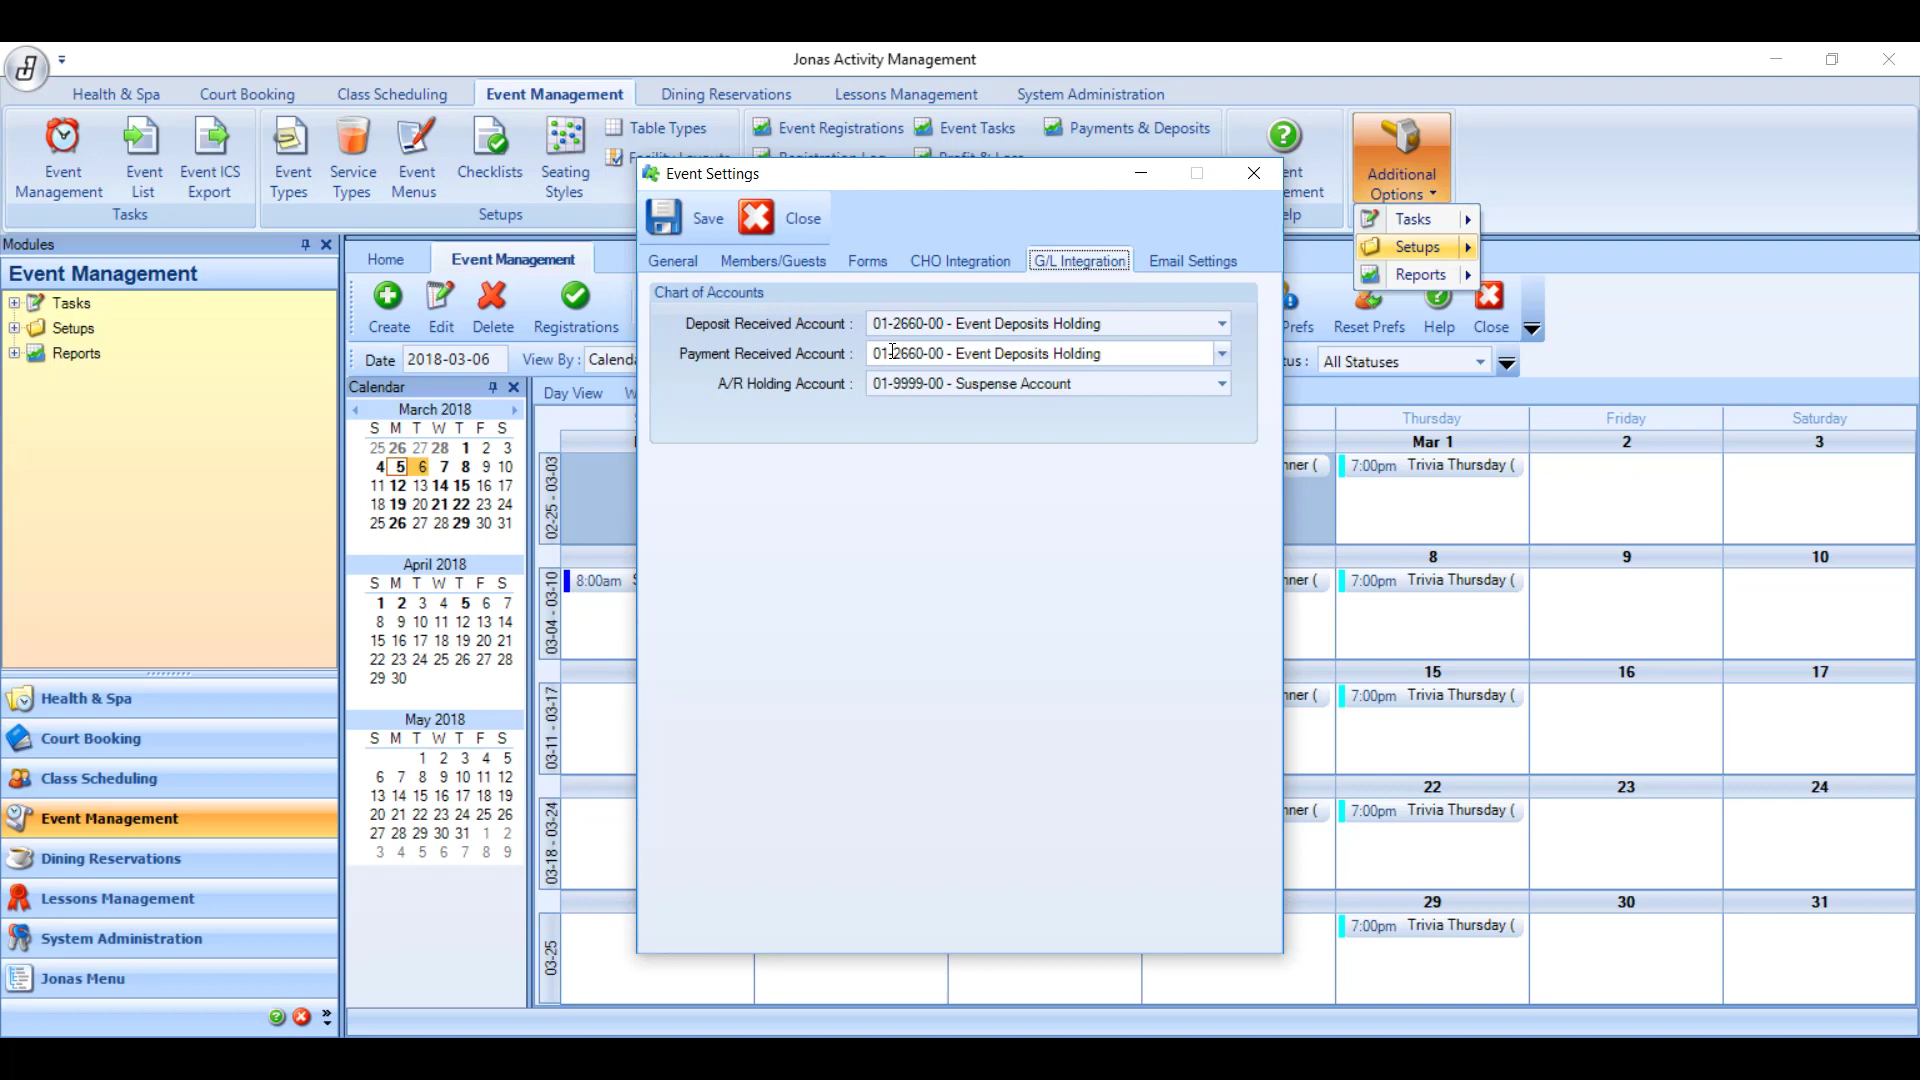 Jonas Activity Management
Health & Spa Court Booking Class Scheduling Event Management Dining Reservations Lessons Management System Administration
Event Management
Event List
Event ICS Export
Event Types
Service Types
Event Menus
Checklists
Seating Styles
Table Types
Event Registrations Event Tasks Payments & Deposits
Additional Options
Tasks
Setups
Tasks
Setups
Reports
Modules
Event Management
Tasks
Setups
Reports
Health & Spa
Court Booking
Class Scheduling
Event Management
Dining Reservations
Lessons Management
System Administration
Jonas Menu
Home Event Management
Create Edit Delete Registrations
Prefs Reset Prefs Help Close
Date 2018-03-06 View By :
All Statuses
Calendar
March 2018
S M T W T F S
25 26 27 28 1 2 3
4 5 6 7 8 9 10
11 12 13 14 15 16 17
18 19 20 21 22 23 24
25 26 27 28 29 30 31
April 2018
S M T W T F S
1 2 3 4 5 6 7
8 9 10 11 12 13 14
15 16 17 18 19 20 21
22 23 24 25 26 27 28
29 30
May 2018
S M T W T F S
1 2 3 4 5
6 7 8 9 10 11 12
13 14 15 16 17 18 19
20 21 22 23 24 25 26
27 28 29 30 31 1 2
3 4 5 6 7 8 9
Event Settings
Save Close
General Members/Guests Forms CHO Integration G/L Integration Email Settings
Chart of Accounts
Deposit Received Account : 01-2660-00 - Event Deposits Holding
Payment Received Account : 01-2660-00 - Event Deposits Holding
A/R Holding Account : 01-9999-00 - Suspense Account
Day View
Thursday Friday Saturday
02-25 - 03-03
Mar 1 2 3
7:00pm Trivia Thursday (
03-04 - 03-10
8 9 10
8:00am
7:00pm Trivia Thursday (
03-11 - 03-17
15 16 17
7:00pm Trivia Thursday (
03-18 - 03-24
22 23 24
7:00pm Trivia Thursday (
03-25
29 30 31
7:00pm Trivia Thursday (